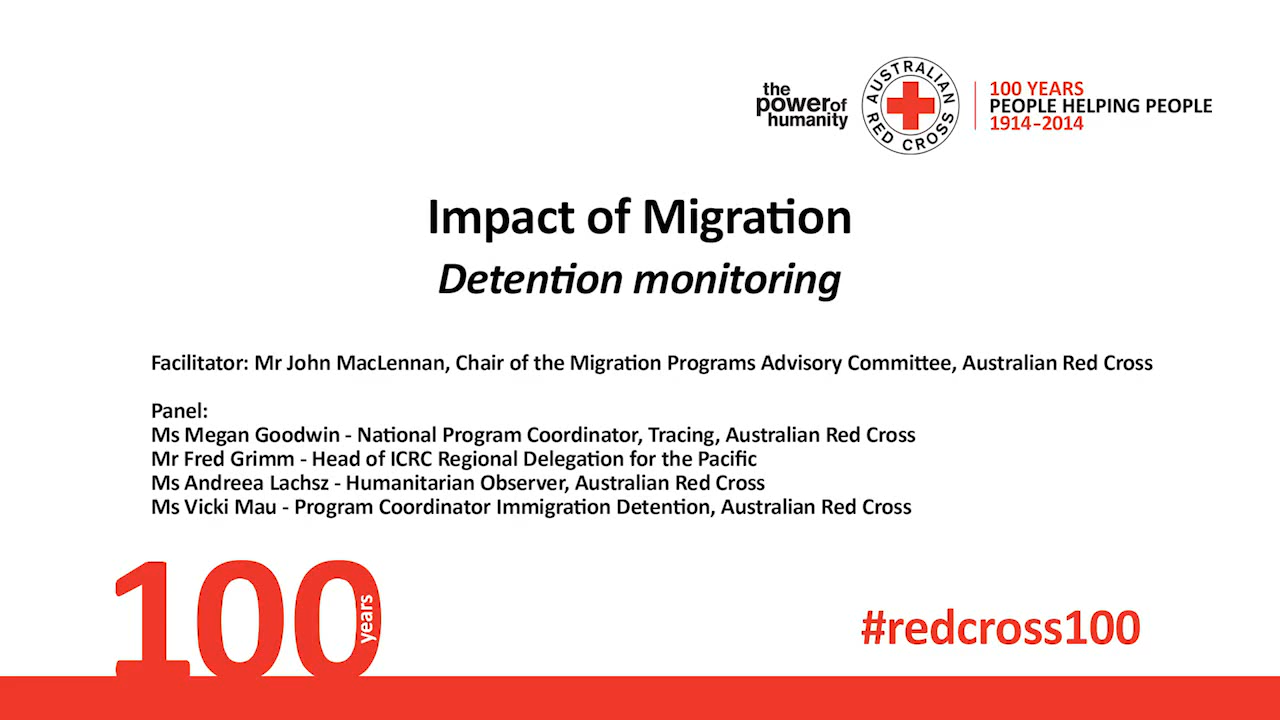 the
power of
humanity
AUSTRALIAN
RED CROSS
100 YEARS
PEOPLE HELPING PEOPLE
1914-2014
Impact of Migration
Detention monitoring
Facilitator: Mr John MacLennan, Chair of the Migration Programs Advisory Committee, Australian Red Cross
Panel:
Ms Megan Goodwin - National Program Coordinator, Tracing, Australian Red Cross
Mr Fred Grimm - Head of ICRC Regional Delegation for the Pacific
Ms Andreea Lachsz - Humanitarian Observer, Australian Red Cross
Ms Vicki Mau - Program Coordinator Immigration Detention, Australian Red Cross
100
years
#redcross100